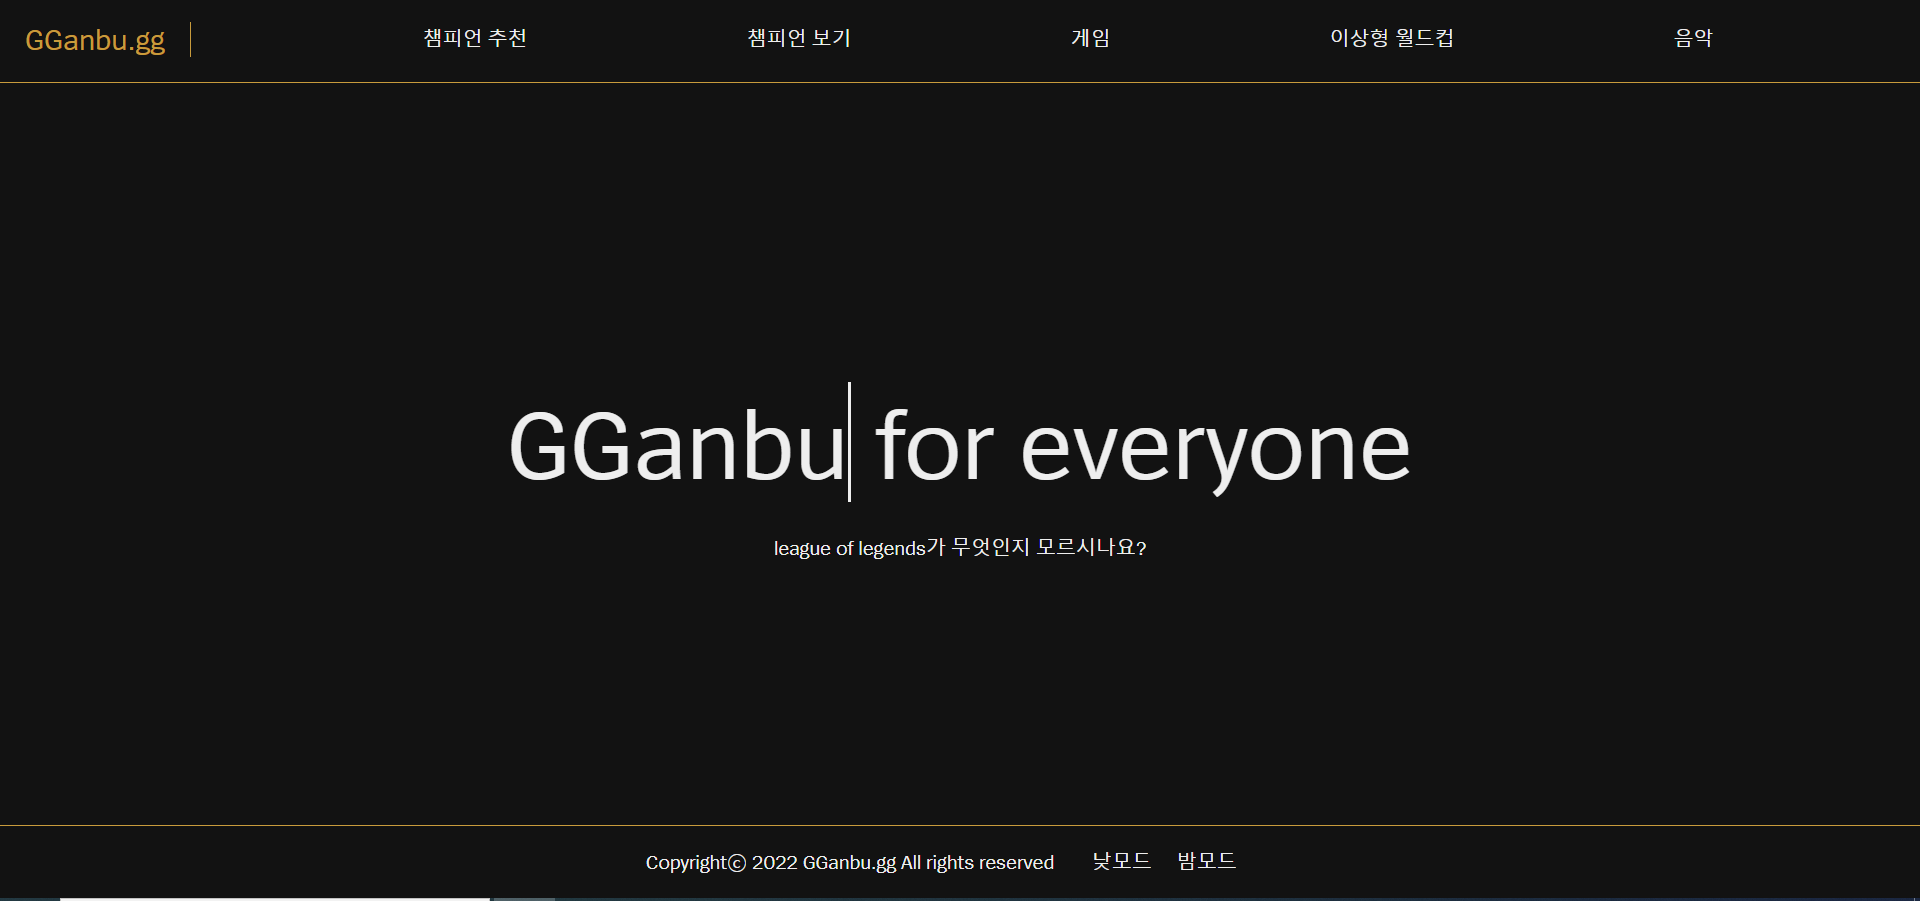 GGanbu.gg
챔피언 추천 챔피언 보기 게임 이상형 월드컵 음악
GGanbu for everyone
league of legends가 무엇인지 모르시나요?
Copyrightⓒ 2022 GGanbu.gg All rights reserved 낮모드 밤모드